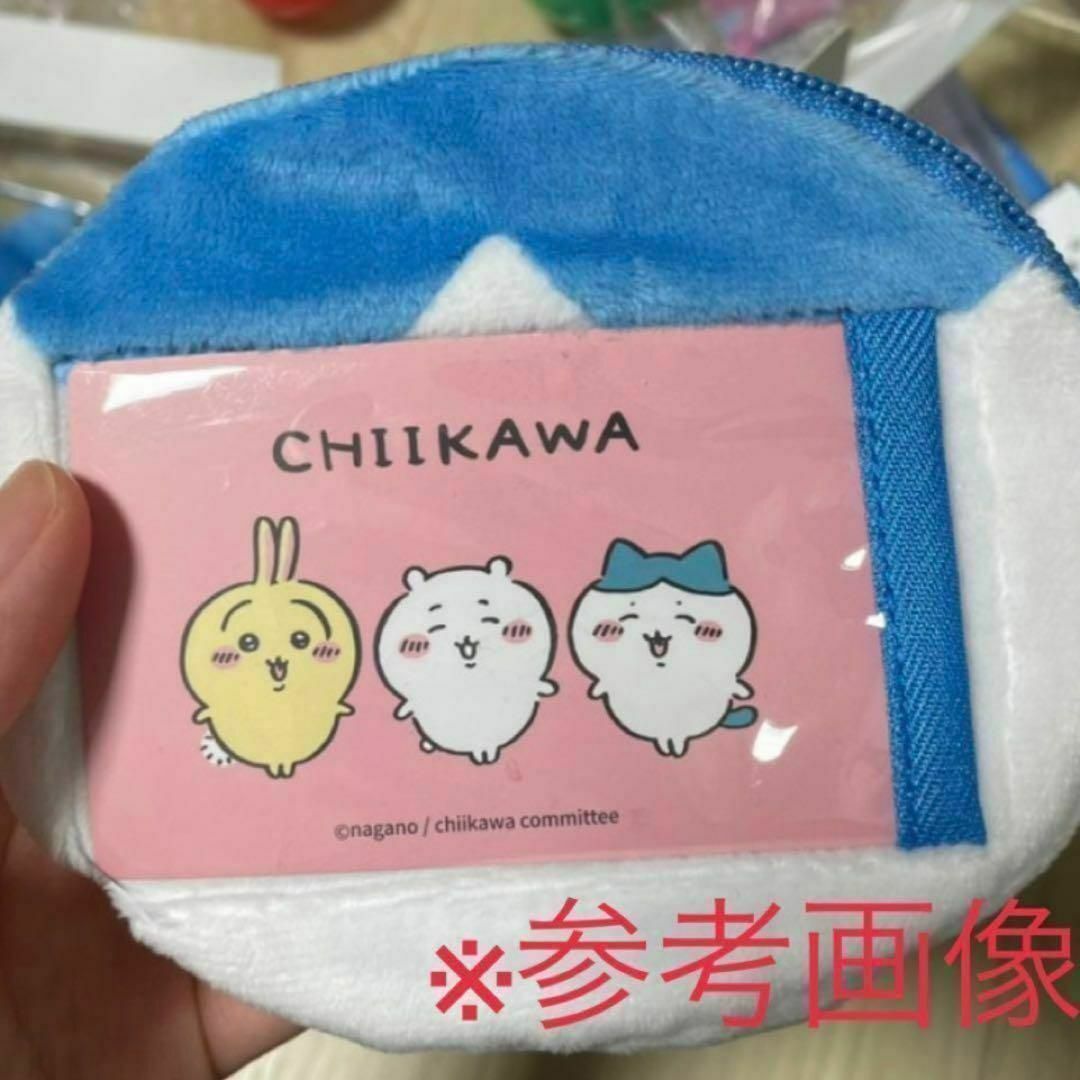 CHIIKAWA
©nagano / chiikawa committee
※参考画像